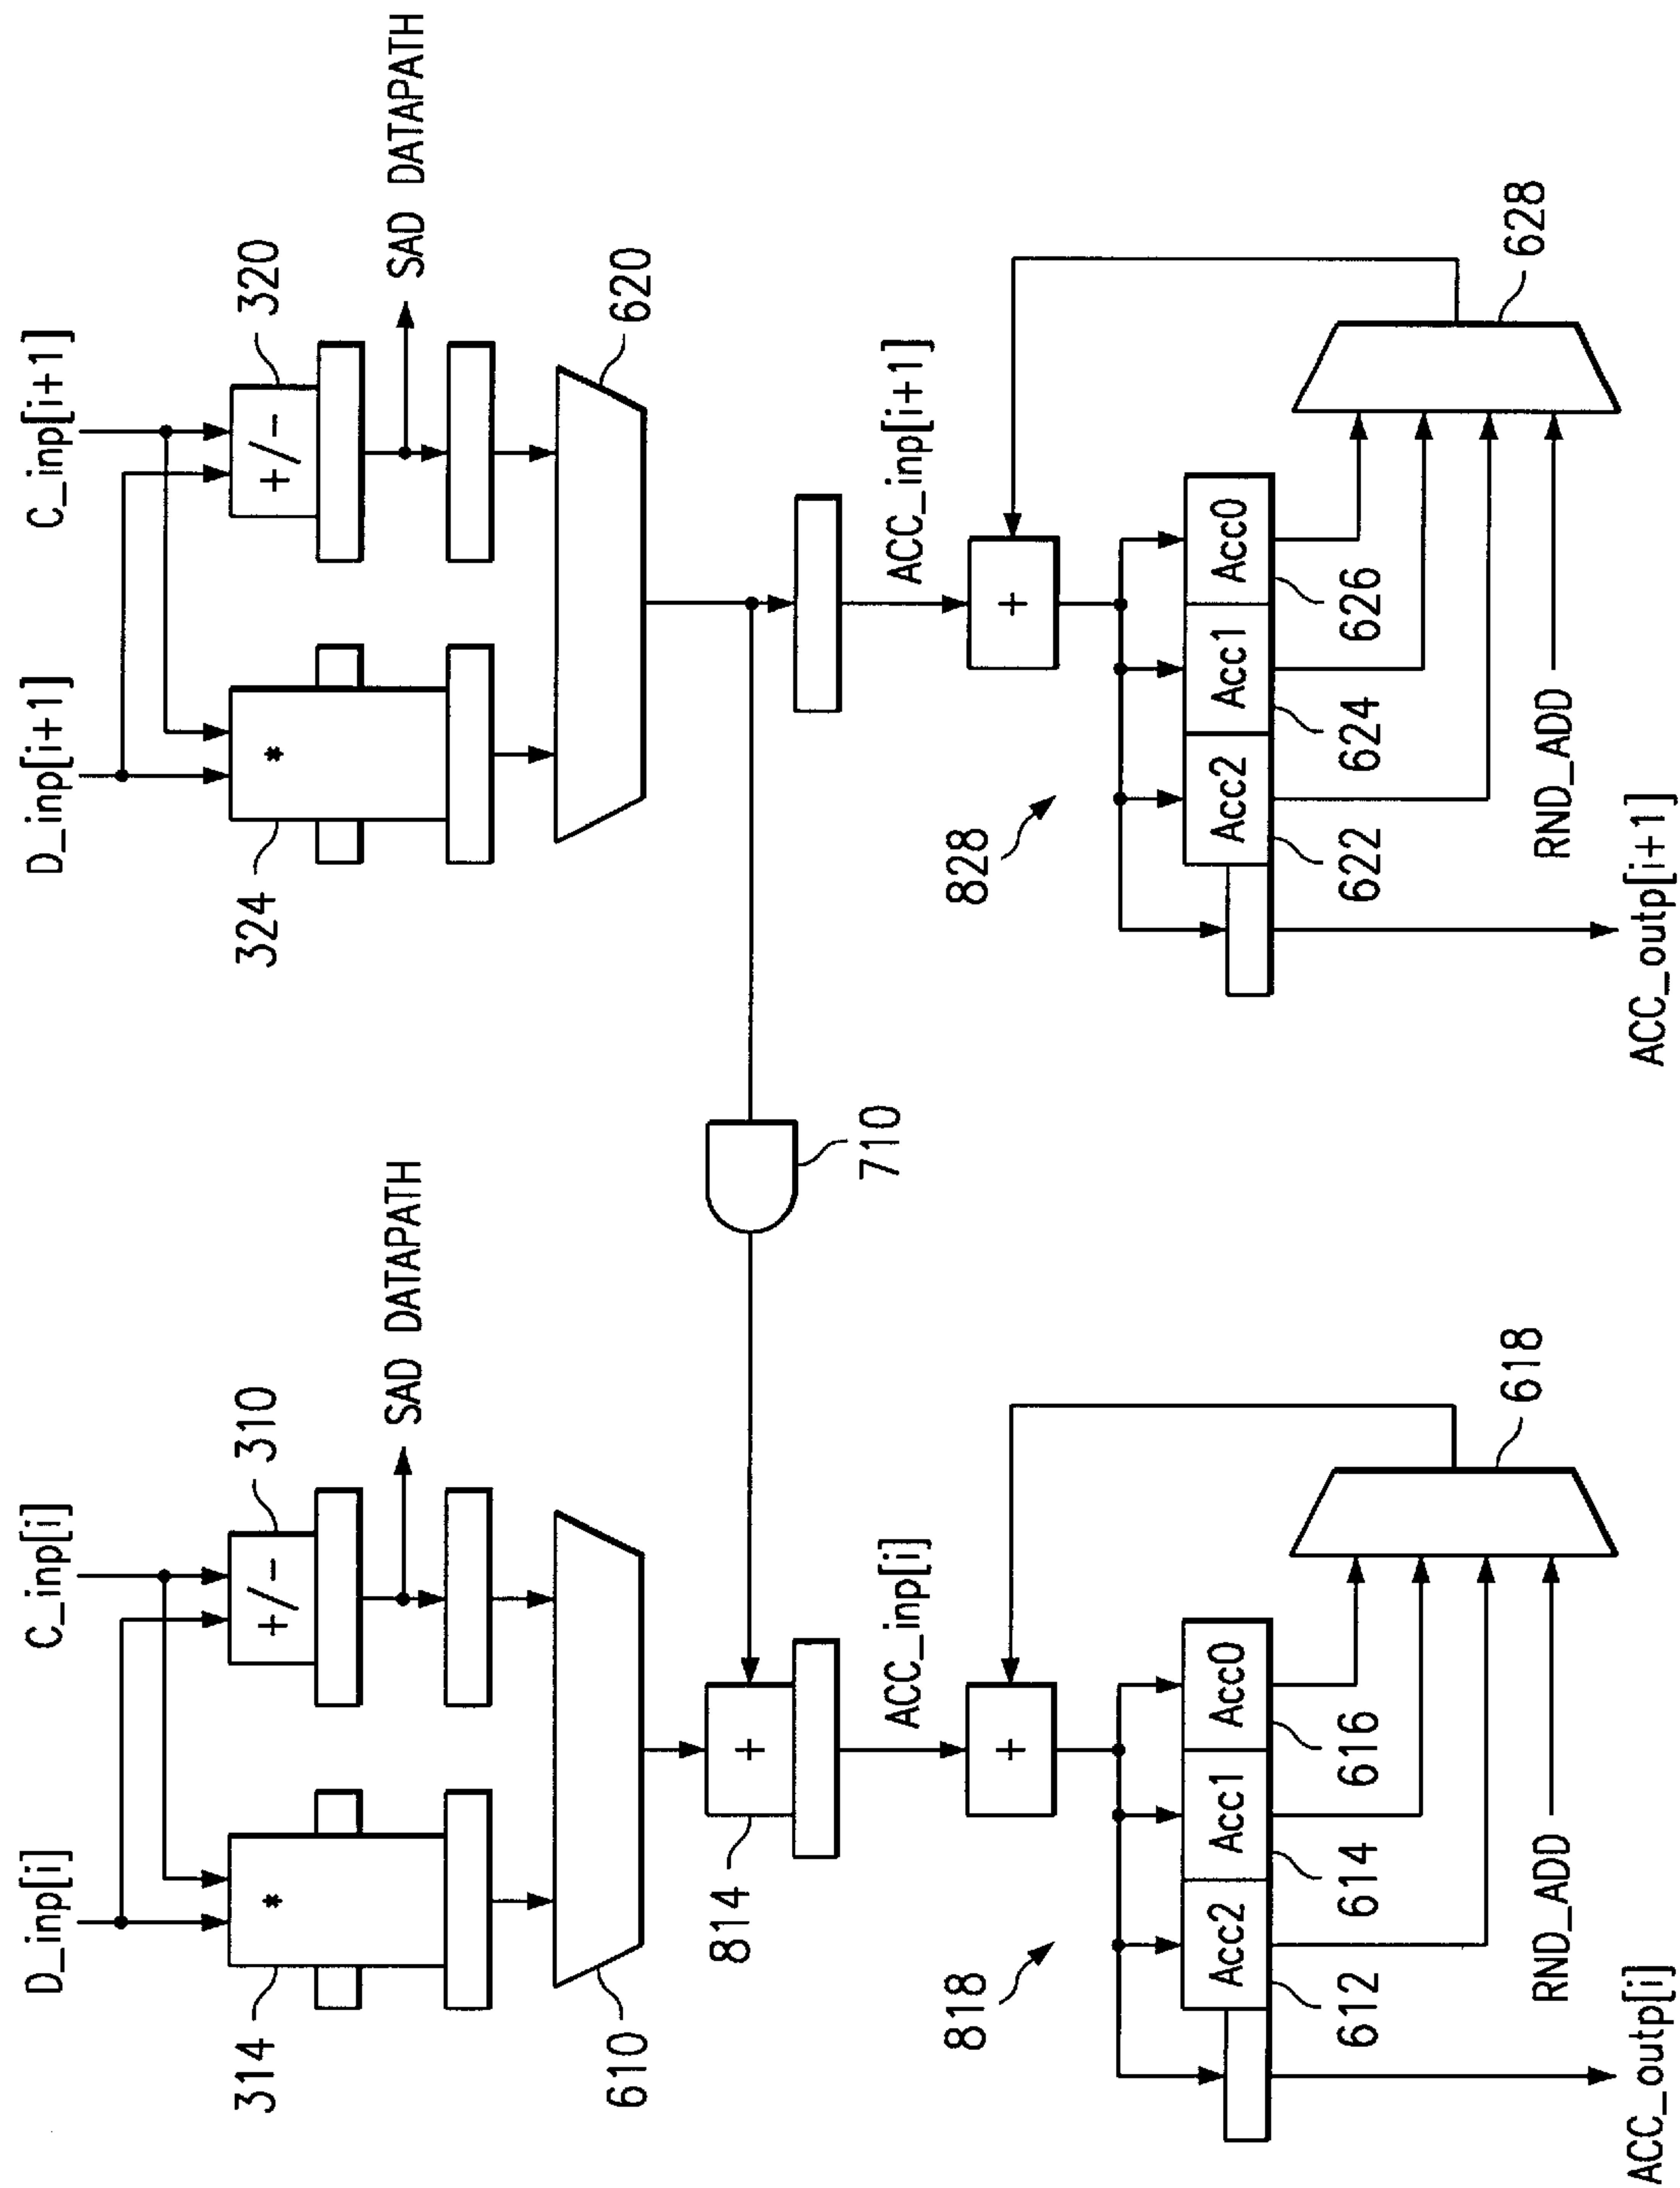 D_inp[i]
C_inp[i]
D_inp[i+1]
C_inp[i+1]
314
*
+/-
310
324
*
+/-
320
SAD DATAPATH
SAD DATAPATH
610
620
814
+
710
ACC_inp[i]
ACC_inp[i+1]
+
+
818
828
Acc2
Acc1
Acc0
Acc2
Acc1
Acc0
612
614
616
622
624
626
618
628
RND_ADD
RND_ADD
ACC_outp[i]
ACC_outp[i+1]